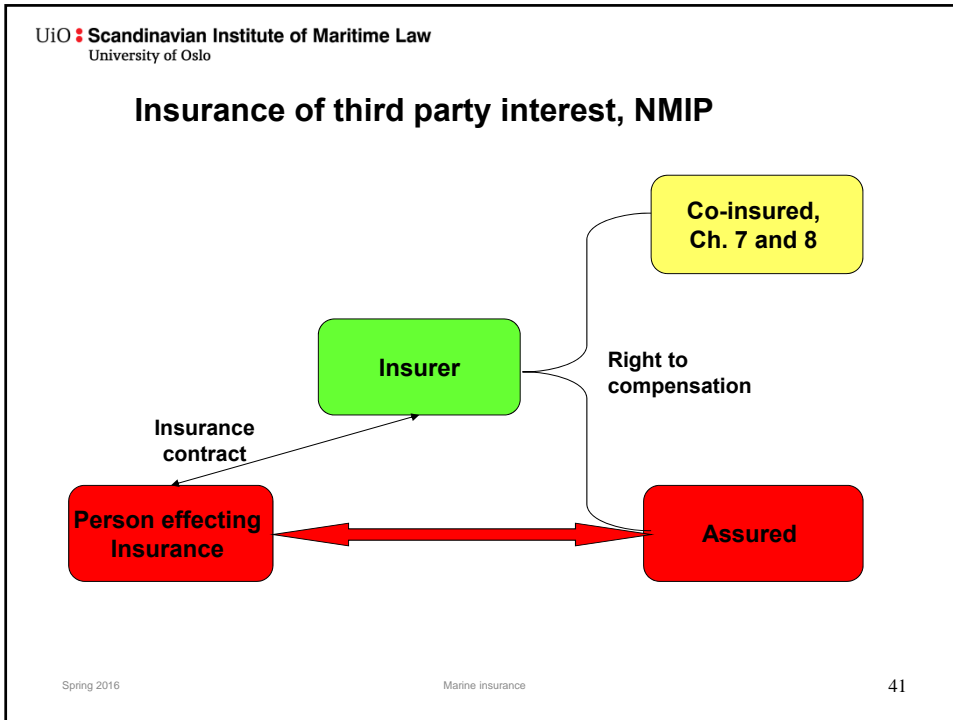 UiO Scandinavian Institute of Maritime Law
University of Oslo
Insurance of third party interest, NMIP
Co-insured,
Ch. 7 and 8
Insurer
Right to
compensation
Insurance
contract
Person effecting
Insurance
Assured
Spring 2016
Marine insurance
41